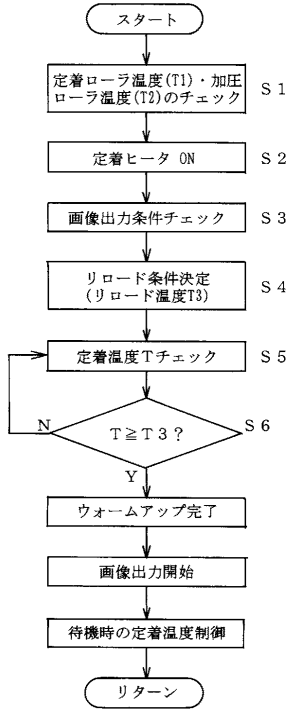 スタート
定着ローラ温度(T1)・加圧
ローラ温度(T2)のチェック
S1
定着ヒータ ON
S2
画像出力条件チェック
S3
リロード条件決定
(リロード温度T3)
S4
定着温度Tチェック
S5
T≧T3?
S6
N
Y
ウォームアップ完了
画像出力開始
待機時の定着温度制御
リターン